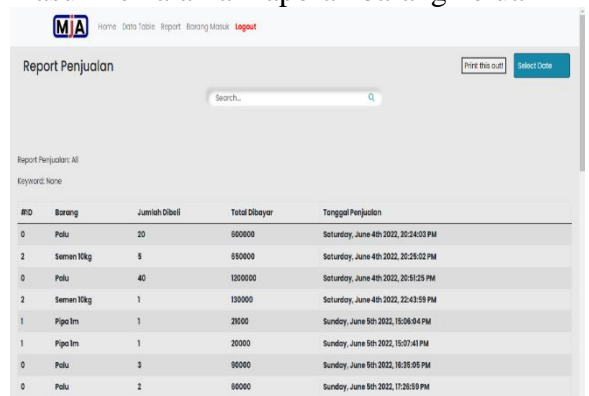 MJA Home Data Table Report Barang Masuk Logout
Report Penjualan
Print this out!
Select Date
Search...
Report Penjualan: All
Keyword: None
#ID Barang Jumlah Dibeli Total Dibayar Tanggal Penjualan
0 Palu 20 600000 Saturday, June 4th 2022, 20:24:03 PM
2 Semen 10kg 5 650000 Saturday, June 4th 2022, 20:25:02 PM
0 Palu 40 1200000 Saturday, June 4th 2022, 20:51:25 PM
2 Semen 10kg 1 130000 Saturday, June 4th 2022, 22:43:59 PM
1 Pipa 1m 1 21000 Sunday, June 5th 2022, 15:06:04 PM
1 Pipa 1m 1 20000 Sunday, June 5th 2022, 15:07:41 PM
0 Palu 3 90000 Sunday, June 5th 2022, 16:35:05 PM
0 Palu 2 60000 Sunday, June 5th 2022, 17:26:59 PM